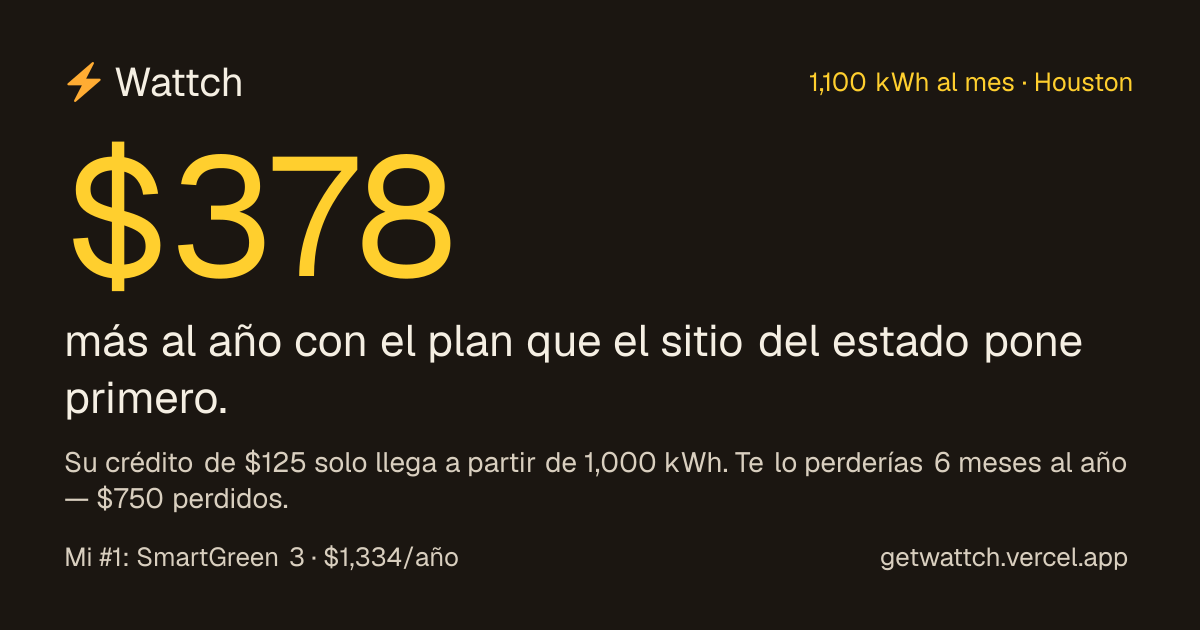 ⚡ Wattch
1,100 kWh al mes · Houston
$378
más al año con el plan que el sitio del estado pone
primero.
Su crédito de $125 solo llega a partir de 1,000 kWh. Te lo perderías 6 meses al año
— $750 perdidos.
Mi #1: SmartGreen 3 · $1,334/año
getwattch.vercel.app